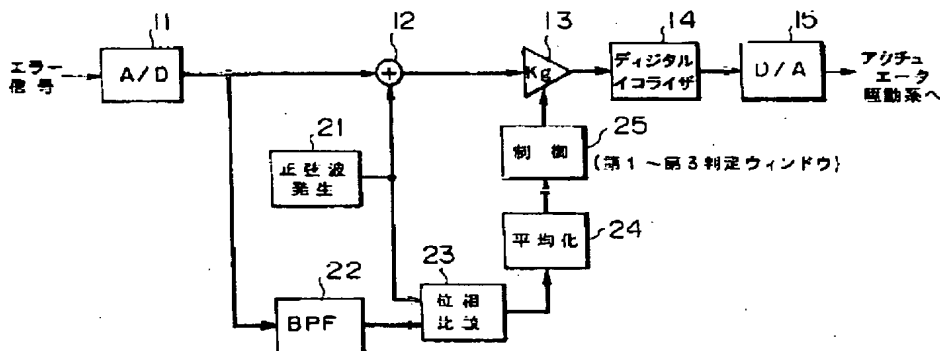 11
12
13
14
15
エラー
信号
A/D
+
Kg
ディジタル
イコライザ
D/A
アクチュ
エータ
駆動系へ
21
正弦波
発生
25
制御
(第1~第3判定ウィンドウ)
24
平均化
22
BPF
23
位相
比較